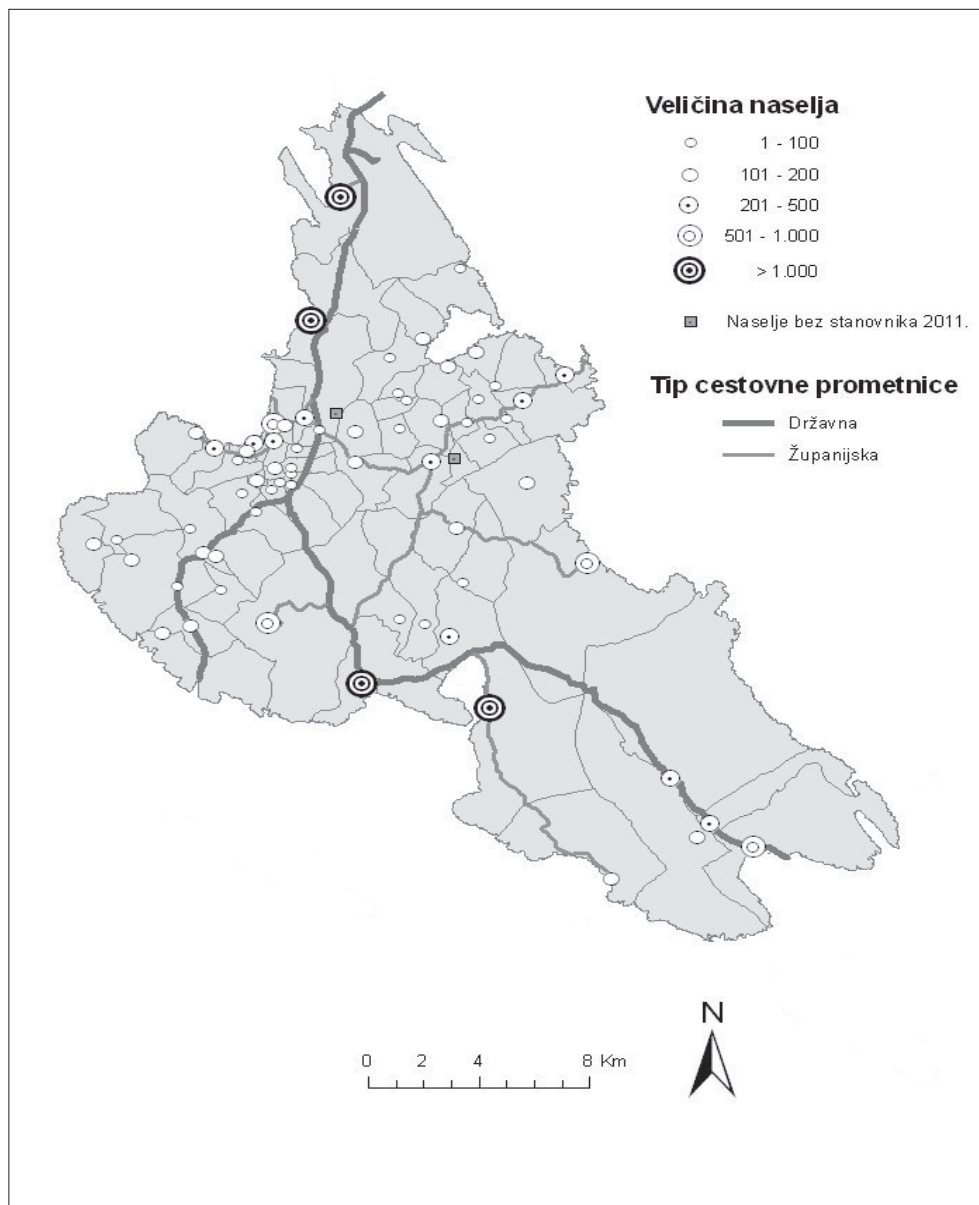 Veličina naselja
1 - 100
101 - 200
201 - 500
501 - 1.000
> 1.000
Naselje bez stanovnika 2011.
Tip cestovne prometnice
Državna
Županijska
N
0 2 4 8 Km